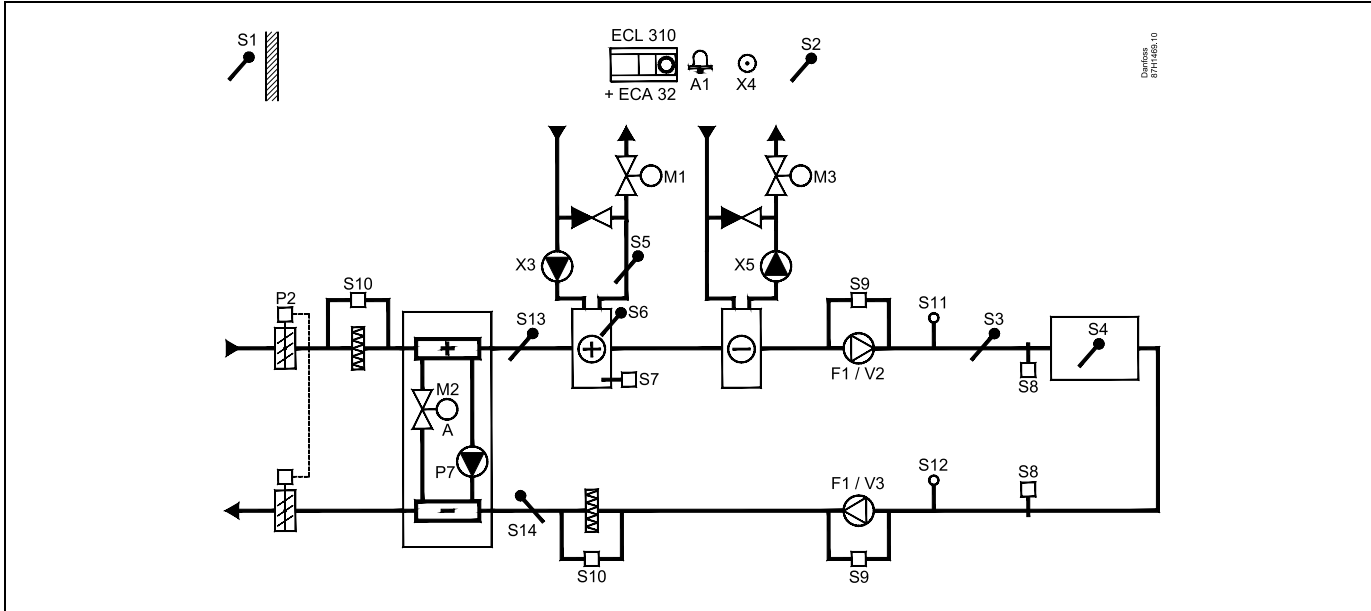 S1
ECL 310
+ ECA 32
A1
X4
S2
Danfoss
87H1469.10
M1
M3
S5
X3
X5
P2
S10
S13
S6
S7
S9
S11
S3
S4
F1 / V2
S8
M2
A
P7
S14
S10
F1 / V3
S9
S12
S8